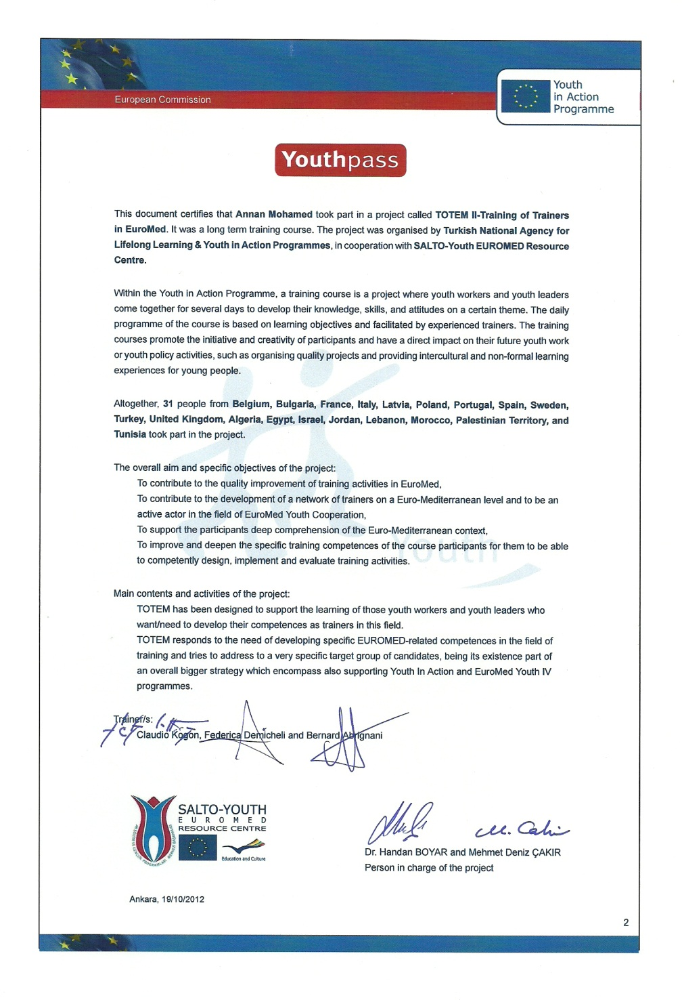 European Commission
Youth
in Action
Programme
Youthpass
This document certifies that Annan Mohamed took part in a project called TOTEM II-Training of Trainers
in EuroMed. It was a long term training course. The project was organised by Turkish National Agency for
Lifelong Learning & Youth in Action Programmes, in cooperation with SALTO-Youth EUROMED Resource
Centre.
Within the Youth in Action Programme, a training course is a project where youth workers and youth leaders
come together for several days to develop their knowledge, skills, and attitudes on a certain theme. The daily
programme of the course is based on learning objectives and facilitated by experienced trainers. The training
courses promote the initiative and creativity of participants and have a direct impact on their future youth work
or youth policy activities, such as organising quality projects and providing intercultural and non-formal learning
experiences for young people.
Altogether, 31 people from Belgium, Bulgaria, France, Italy, Latvia, Poland, Portugal, Spain, Sweden,
Turkey, United Kingdom, Algeria, Egypt, Israel, Jordan, Lebanon, Morocco, Palestinian Territory, and
Tunisia took part in the project.
The overall aim and specific objectives of the project:
To contribute to the quality improvement of training activities in EuroMed,
To contribute to the development of a network of trainers on a Euro-Mediterranean level and to be an
active actor in the field of EuroMed Youth Cooperation,
To support the participants deep comprehension of the Euro-Mediterranean context,
To improve and deepen the specific training competences of the course participants for them to be able
to competently design, implement and evaluate training activities.
Youth
Main contents and activities of the project:
TOTEM has been designed to support the learning of those youth workers and youth leaders who
want/need to develop their competences as trainers in this field.
TOTEM responds to the need of developing specific EUROMED-related competences in the field of
training and tries to address to a very specific target group of candidates, being its existence part of
an overall bigger strategy which encompass also supporting Youth In Action and EuroMed Youth IV
programmes.
Trainer/s:
Claudio Kogon, Federica Demicheli and Bernard Abrignani
SALTO-YOUTH
EUROMED
RESOURCE CENTRE
Education and Culture
Dr. Handan BOYAR and Mehmet Deniz ÇAKIR
Person in charge of the project
Ankara, 19/10/2012
2